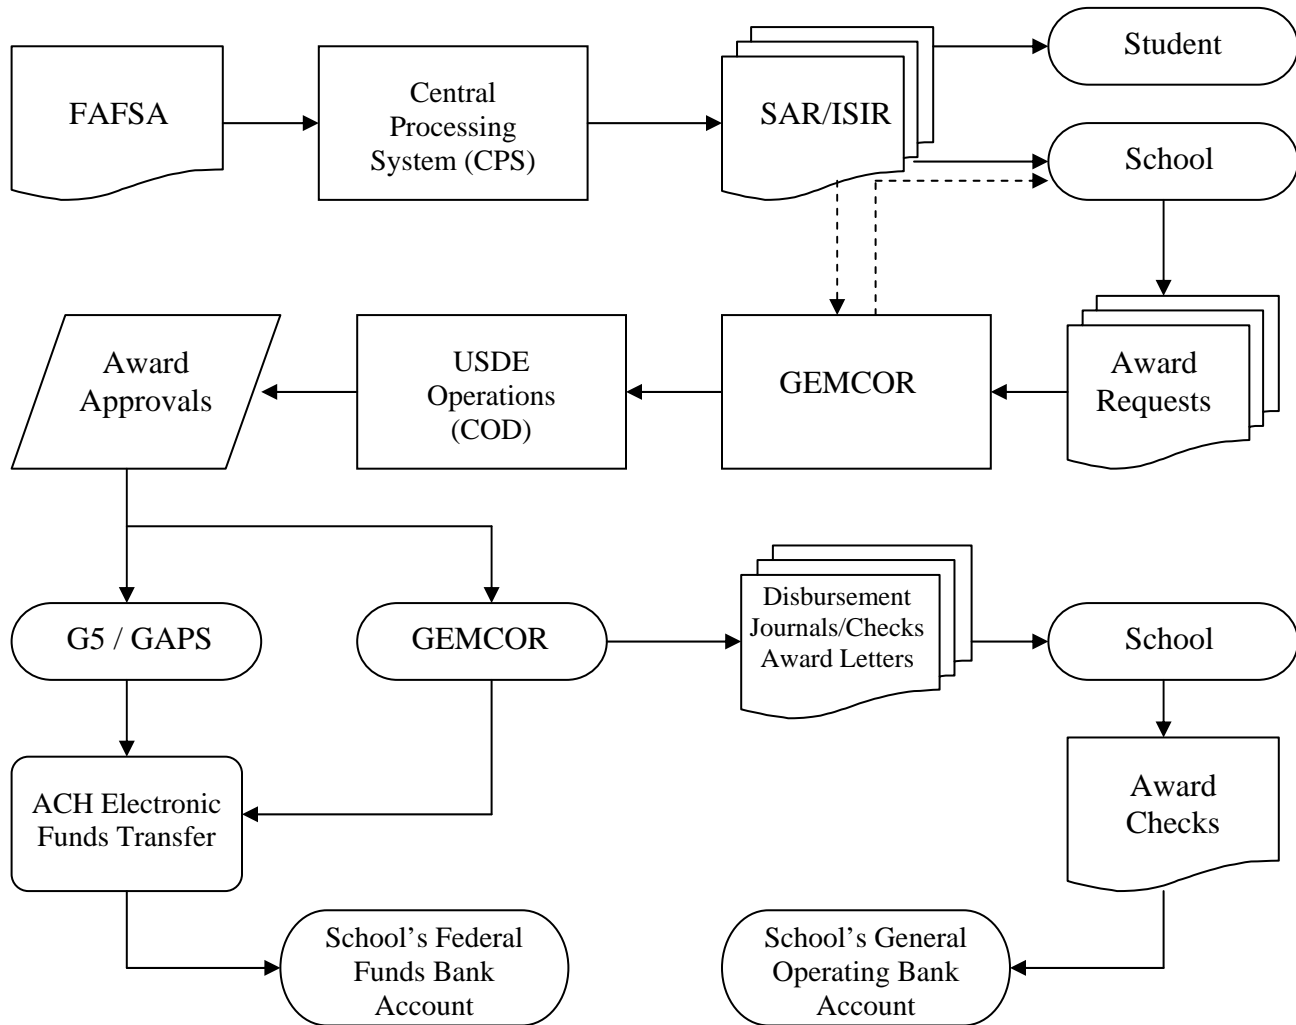 FAFSA
Central
Processing
System (CPS)
SAR/ISIR
Student
School
Award
Approvals
USDE
Operations
(COD)
GEMCOR
Award
Requests
G5 / GAPS
GEMCOR
Disbursement
Journals/Checks
Award Letters
School
ACH Electronic
Funds Transfer
Award
Checks
School’s Federal
Funds Bank
Account
School’s General
Operating Bank
Account